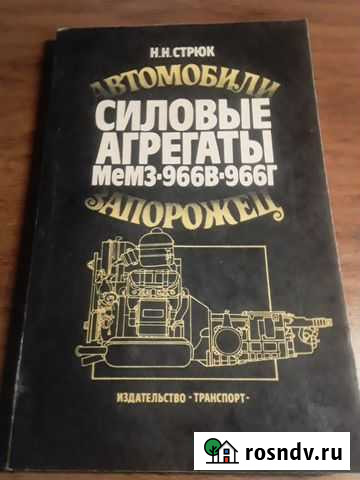 Н.Н.СТРЮК
АВТОМОБИЛИ
СИЛОВЫЕ
АГРЕГАТЫ
МеМЗ-966В-966Г
ЗАПОРОЖЕЦ
ИЗДАТЕЛЬСТВО -ТРАНСПОРТ-
rosndv.ru